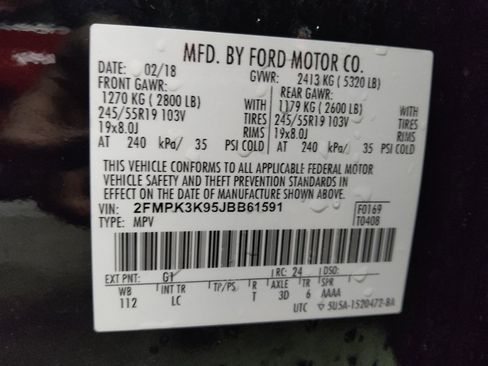 MFD. BY FORD MOTOR CO.
DATE: 02/18 GVWR: 2413 KG ( 5320 LB)
FRONT GAWR: REAR GAWR:
1270 KG ( 2800 LB) WITH 1179 KG ( 2600 LB)
245/55R19 103V TIRES 245/55R19 103V
19x8.0J RIMS 19x8.0J
AT 240 kPa/ 35 PSI COLD AT 240 kPa/ 35 PSI COLD
THIS VEHICLE CONFORMS TO ALL APPLICABLE FEDERAL MOTOR
VEHICLE SAFETY AND THEFT PREVENTION STANDARDS IN
EFFECT ON THE DATE OF MANUFACTURE SHOWN ABOVE.
VIN: 2FMPK3K95JBB61591 F0169
TYPE: MPV T0408
EXT PNT: G1 RC: 24 DSO:
WB INT TR TP/PS R AXLE TR SPR
112 LC T 3D 6 AAAA
UTC 5U5A-1520472-BA